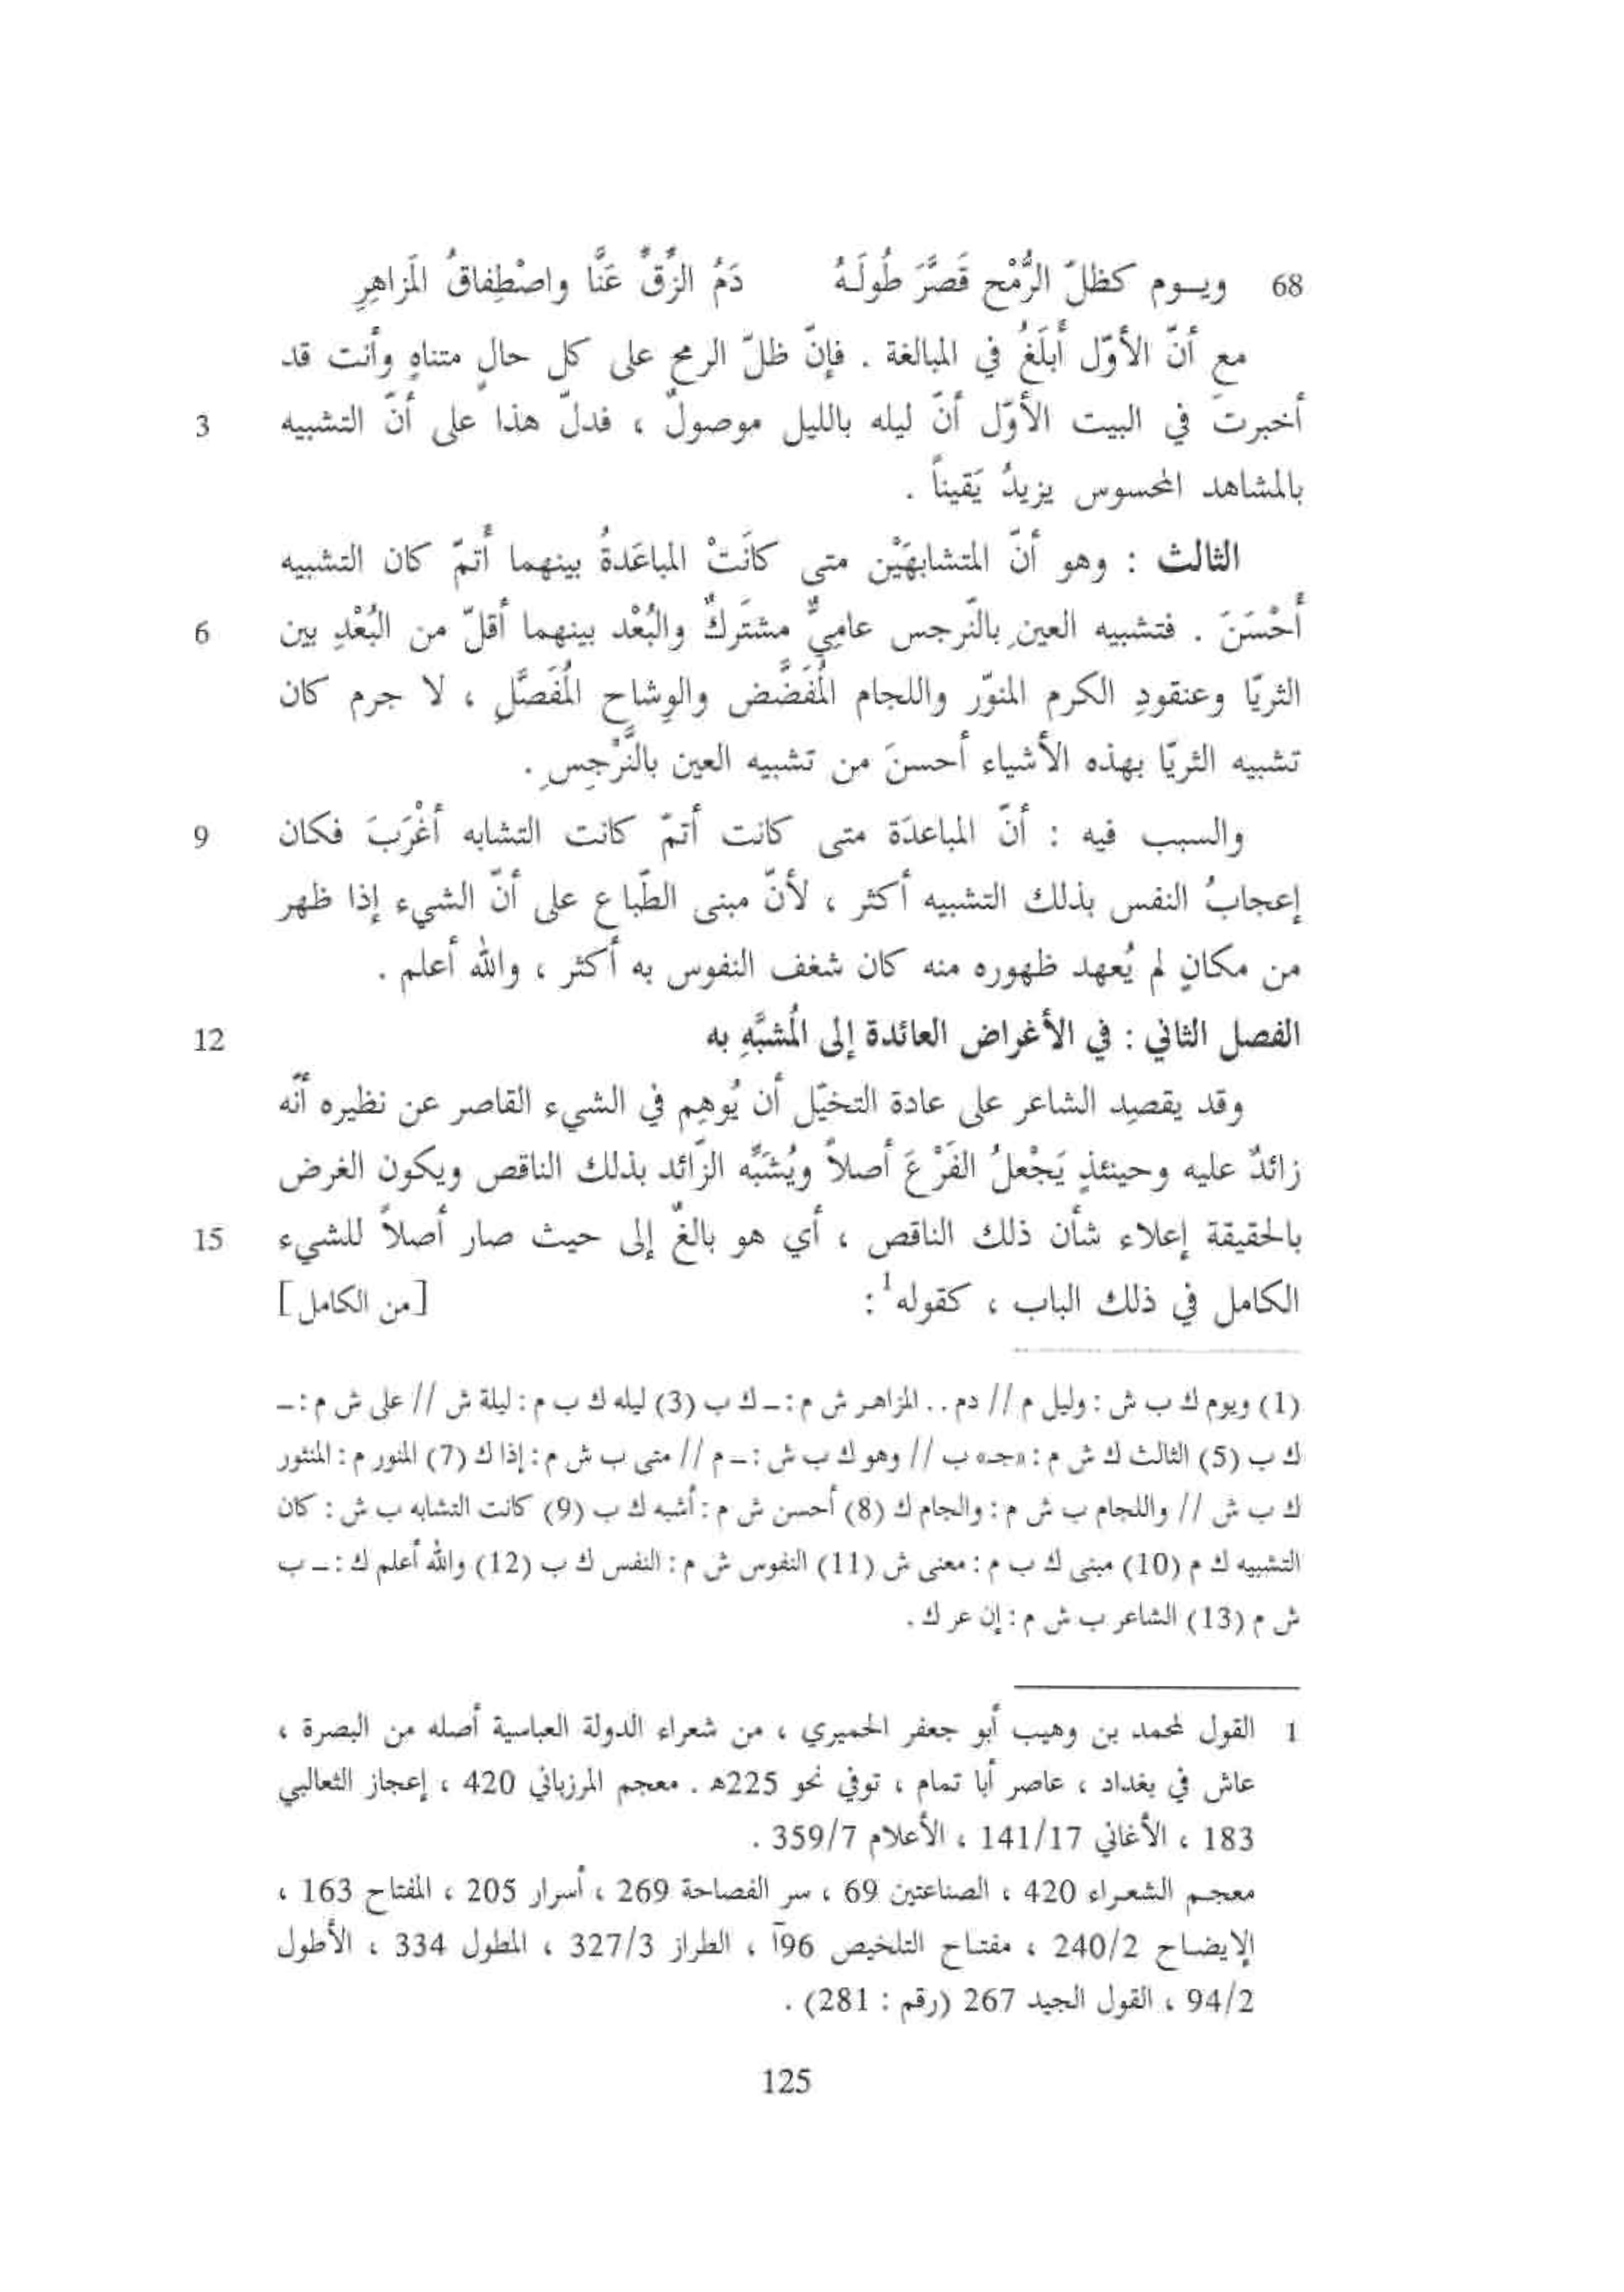 68 ويـوم كظلّ الرُّمْح قَصَّرَ طُولَـهُ دَمُ الزِّقِّ عَنَّا واصْطِفاقُ المَزاهِرِ
مع أنّ الأوّل أَبلَغُ في المبالغة . فإنّ ظلّ الرمح على كل حالٍ متناهٍ وأنت قد
3 أخبرتَ في البيت الأوّل أنّ ليله بالليل موصولٌ ، فدلّ هذا على أنّ التشبيه
بالمشاهد المحسوس يزيدُ يَقيناً .
الثالث : وهو أنّ المتشابهَيْن متى كانَتْ المباعَدةُ بينهما أتمّ كان التشبيه
6 أَحْسَنَ . فتشبيه العينِ بالنّرجس عامِيٌّ مشتَركٌ والبُعْد بينهما أقلّ من البُعْدِ بين
الثريّا وعنقودِ الكرم المنوّر واللجام المُفَضَّض والوِشاح المُفَصَّلِ ، لا جرم كان
تشبيه الثريّا بهذه الأشياء أحسنَ من تشبيه العين بالنَّرْجِسِ .
9 والسبب فيه : أنّ المباعدَة متى كانت أتمّ كانت التشابه أغْرَبَ فكان
إعجابُ النفس بذلك التشبيه أكثر ، لأنّ مبنى الطّباع على أنّ الشيء إذا ظهر
من مكانٍ لم يُعهد ظهوره منه كان شغف النفوس به أكثر ، والله أعلم .
12 الفصل الثاني : في الأغراض العائدة إلى المُشبَّهِ به
وقد يقصِد الشاعر على عادة التخيّل أن يُوهِم في الشيء القاصر عن نظيره أنّه
زائدٌ عليه وحينئذٍ يَجْعلُ الفَرْعَ أصلاً ويُشَبِّه الزّائد بذلك الناقص ويكون الغرض
15 بالحقيقة إعلاء شأن ذلك الناقص ، أي هو بالغٌ إلى حيث صار أصلاً للشيء
الكامل في ذلك الباب ، كقوله1 : [من الكامل]
(1) ويوم ك ب ش : وليل م // دم . . المزاهر ش م : ـ ك ب (3) ليله ك ب م : ليلة ش // على ش م : ـ
ك ب (5) الثالث ك ش م : «جـ» ب // وهو ك ب ش : ـ م // متى ب ش م : إذا ك (7) المنور م : المنثور
ك ب ش // واللجام ب ش م : والجام ك (8) أحسن ش م : أشبه ك ب (9) كانت التشابه ب ش : كان
التشبيه ك م (10) مبنى ك ب م : معنى ش (11) النفوس ش م : النفس ك ب (12) والله أعلم ك : ـ ب
ش م (13) الشاعر ب ش م : إن عر ك .
1 القول لمحمد بن وهيب أبو جعفر الحميري ، من شعراء الدولة العباسية أصله من البصرة ،
عاش في بغداد ، عاصر أبا تمام ، توفي نحو 225هـ . معجم المرزباني 420 ، إعجاز الثعالبي
183 ، الأغاني 141/17 ، الأعلام 359/7 .
معجـم الشعـراء 420 ، الصناعتين 69 ، سر الفصاحة 269 ، أسرار 205 ، المفتاح 163 ،
الإيضـاح 240/2 ، مفتـاح التلخيص 96آ ، الطراز 327/3 ، المطول 334 ، الأطول
94/2 ، القول الجيد 267 (رقم : 281) .
125